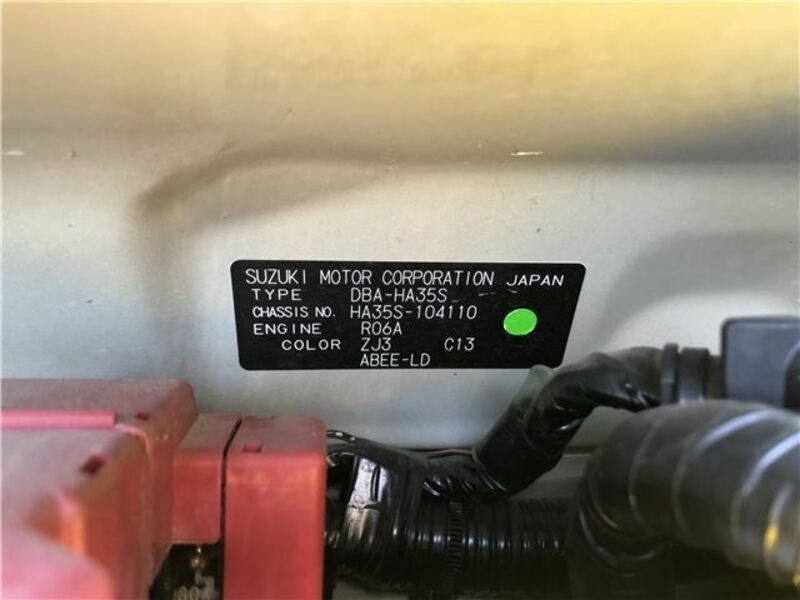 SUZUKI MOTOR CORPORATION JAPAN
TYPE DBA-HA35S
CHASSIS NO. HA35S-104110
ENGINE R06A
COLOR ZJ3 C13
ABEE-LD